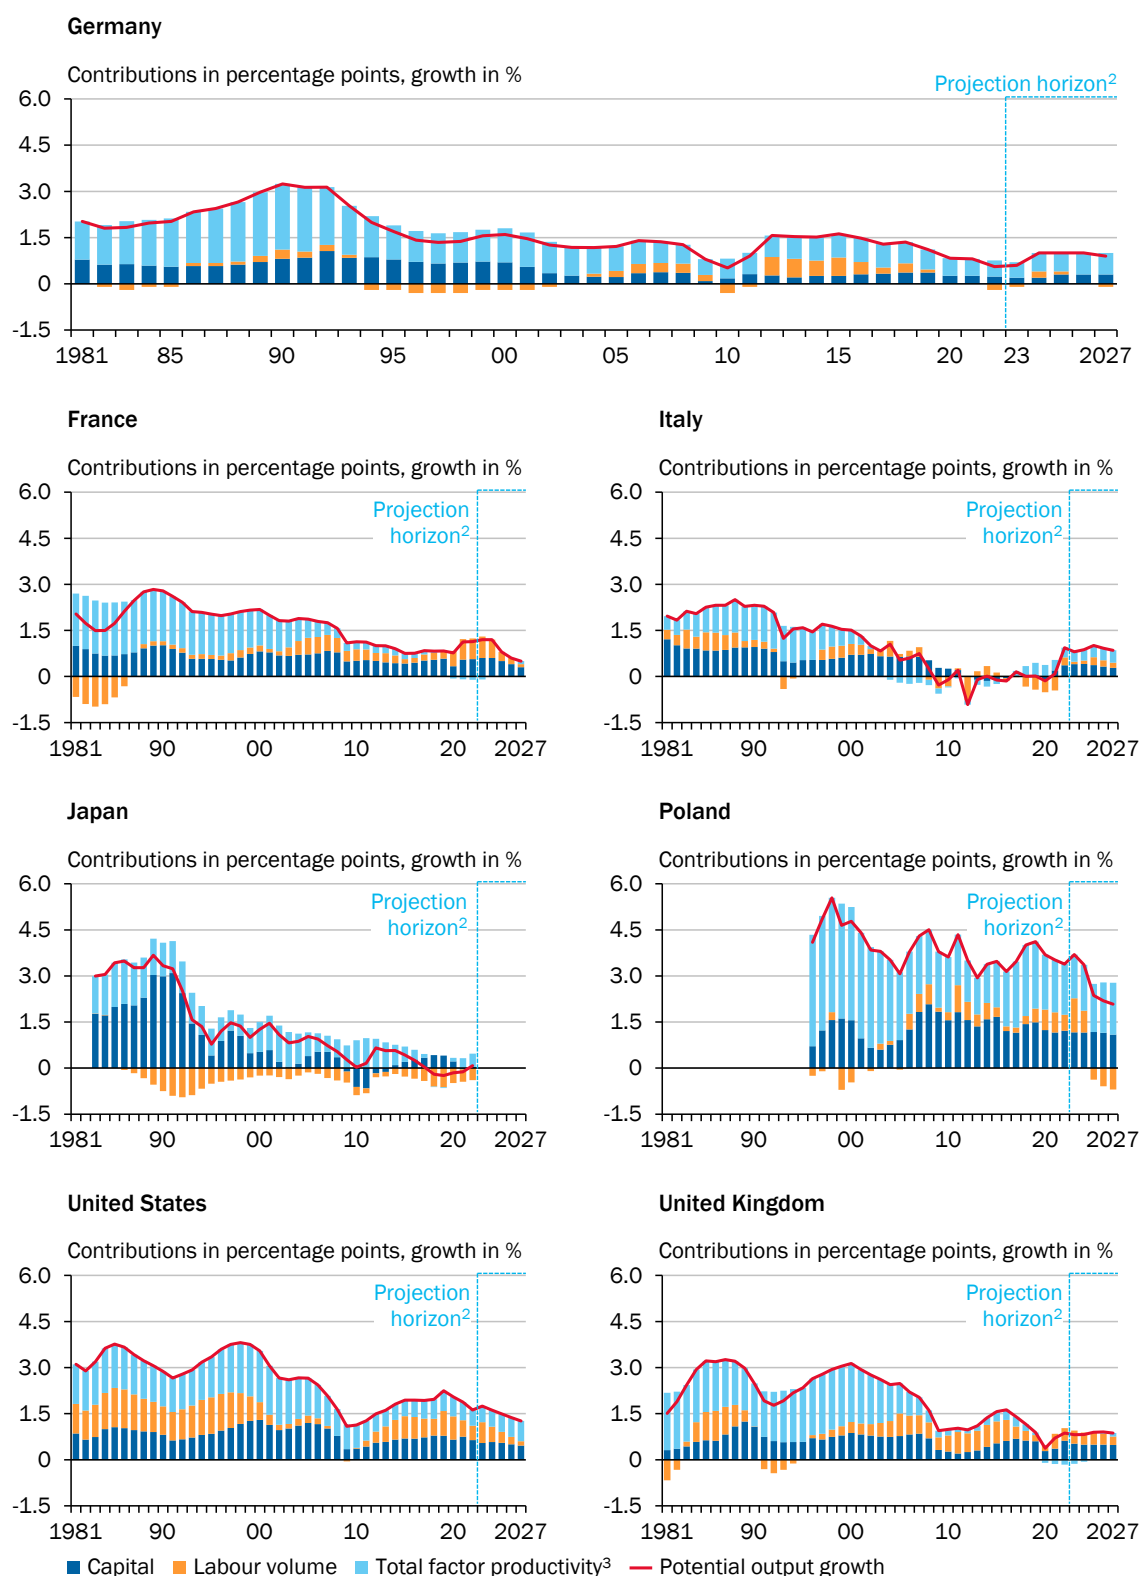 Germany
Contributions in percentage points, growth in %
Projection horizon2
6.0
4.5
3.0
1.5
0
-1.5
1981 85 90 95 00 05 10 15 20 23 2027
France
Contributions in percentage points, growth in %
6.0
Projection
horizon2
4.5
3.0
1.5
0
-1.5
1981 90 00 10 20 2027
Italy
Contributions in percentage points, growth in %
6.0
Projection
horizon2
4.5
3.0
1.5
0
-1.5
1981 90 00 10 20 2027
Japan
Contributions in percentage points, growth in %
6.0
Projection
horizon2
4.5
3.0
1.5
0
-1.5
1981 90 00 10 20 2027
Poland
Contributions in percentage points, growth in %
6.0
Projection
horizon2
4.5
3.0
1.5
0
-1.5
1981 90 00 10 20 2027
United States
Contributions in percentage points, growth in %
6.0
Projection
horizon2
4.5
3.0
1.5
0
-1.5
1981 90 00 10 20 2027
United Kingdom
Contributions in percentage points, growth in %
6.0
Projection
horizon2
4.5
3.0
1.5
0
-1.5
1981 90 00 10 20 2027
Capital Labour volume Total factor productivity3 Potential output growth